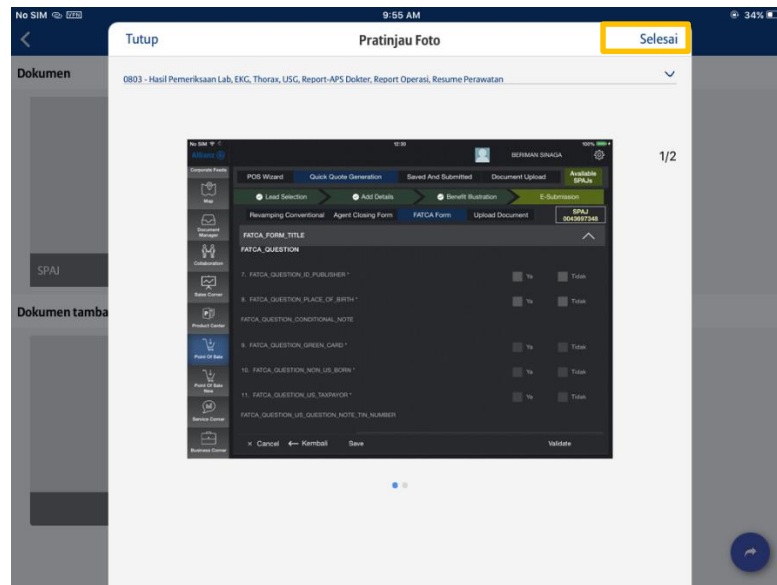 No SIM
9:55 AM
34%
Tutup
Pratinjau Foto
Selesai
Dokumen
0803 - Hasil Pemeriksaan Lab, EKG, Thorax, USG, Report-APS Dokter, Report Operasi, Resume Perawatan
1/2
No SIM
10:00
100%
Allianz
BERIMAN SINAGA
Corporate Feeds
POS Wizard
Quick Quote Generation
Saved And Submitted
Document Upload
Available SPAJs
Map
Lead Selection
Add Details
Benefit Illustration
E-Submission
Document Manager
Revamping Conventional
Agent Closing Form
FATCA Form
Upload Document
SPAJ
FATCA_FORM_TITLE
Collaboration
FATCA_QUESTION
SPAJ
7. FATCA_QUESTION_ID_PUBLISHER *
Ya
Tidak
Sales Corner
8. FATCA_QUESTION_PLACE_OF_BIRTH *
Ya
Tidak
Dokumen tamba
Product Center
FATCA_QUESTION_CONDITIONAL_NOTE
9. FATCA_QUESTION_GREEN_CARD *
Ya
Tidak
Point Of Sale
10. FATCA_QUESTION_NON_US_BORN *
Ya
Tidak
Point Of Sale New
11. FATCA_QUESTION_US_TAXPAYOR *
Ya
Tidak
Service Corner
FATCA_QUESTION_US_QUESTION_NOTE_TIN_NUMBER
Cancel
Kembali
Save
Validate
Business Corner